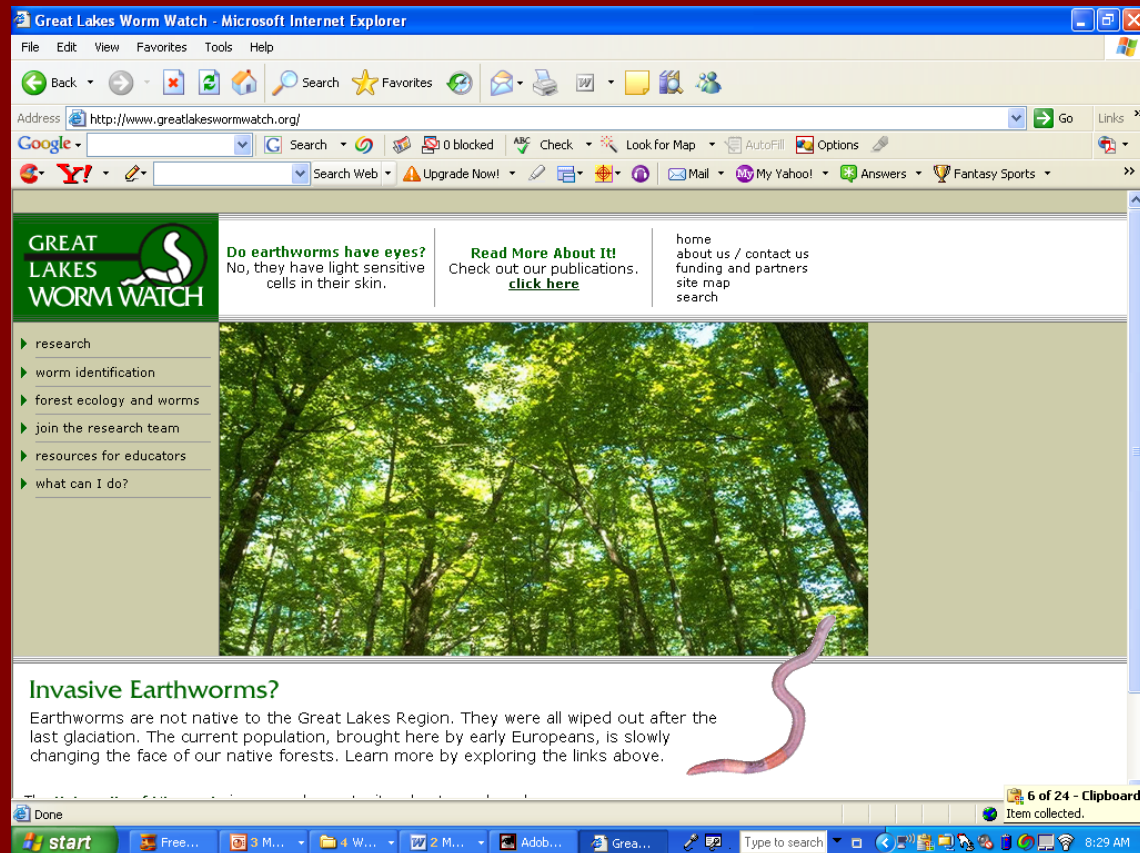 Great Lakes Worm Watch - Microsoft Internet Explorer
File Edit View Favorites Tools Help
Back Search Favorites
Address http://www.greatlakeswormwatch.org/ Go Links »
Google Search 0 blocked ABC Check Look for Map AutoFill Options
Y! Search Web Upgrade Now! Mail My My Yahoo! Answers Fantasy Sports »
GREAT
LAKES
WORM WATCH
Do earthworms have eyes?
No, they have light sensitive
cells in their skin.
Read More About It!
Check out our publications.
click here
home
about us / contact us
funding and partners
site map
search
research
worm identification
forest ecology and worms
join the research team
resources for educators
what can I do?
Invasive Earthworms?
Earthworms are not native to the Great Lakes Region. They were all wiped out after the
last glaciation. The current population, brought here by early Europeans, is slowly
changing the face of our native forests. Learn more by exploring the links above.
Done
6 of 24 - Clipboard
Item collected.
start Free... 3 M... 4 W... 2 M... Adob... Grea... Type to search 8:29 AM